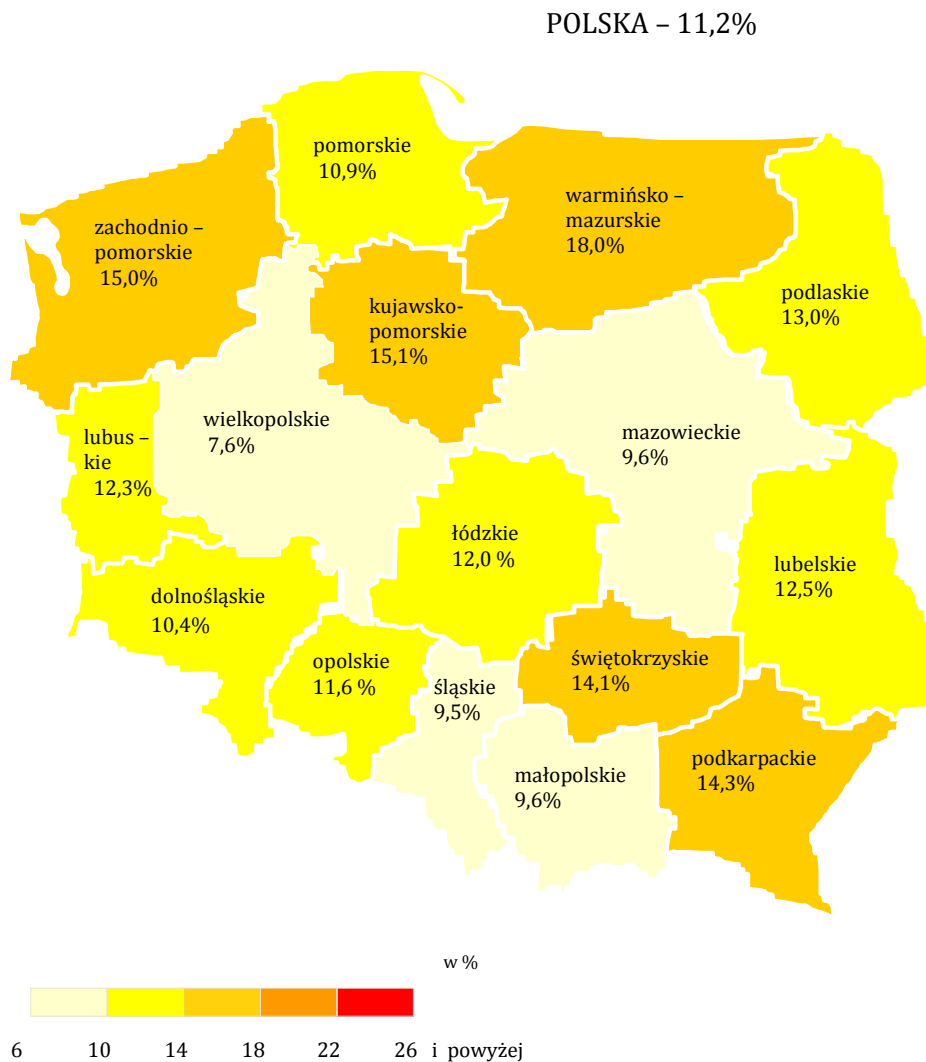 POLSKA – 11,2%
pomorskie
10,9%
warmińsko –
mazurskie
18,0%
zachodnio –
pomorskie
15,0%
podlaskie
13,0%
kujawsko-
pomorskie
15,1%
wielkopolskie
7,6%
mazowieckie
9,6%
lubus –
kie
12,3%
łódzkie
12,0 %
lubelskie
12,5%
dolnośląskie
10,4%
opolskie
11,6 %
śląskie
9,5%
świętokrzyskie
14,1%
podkarpackie
14,3%
małopolskie
9,6%
w %
6 10 14 18 22 26 i powyżej